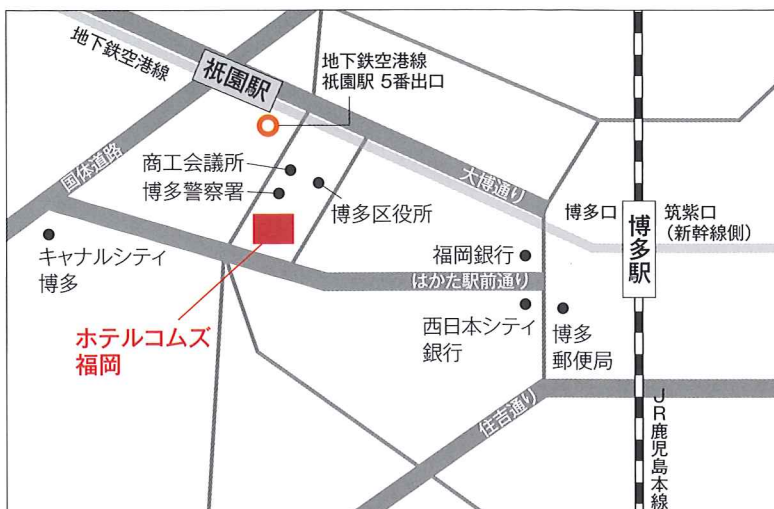 地下鉄空港線
祇園駅
地下鉄空港線
祇園駅 5番出口
国体道路
商工会議所
博多警察署
博多区役所
大博通り
博多口
博多駅
筑紫口
（新幹線側）
キャナルシティ
博多
福岡銀行
はかた駅前通り
ホテルコムズ
福岡
西日本シティ
銀行
博多
郵便局
住吉通り
JR鹿児島本線